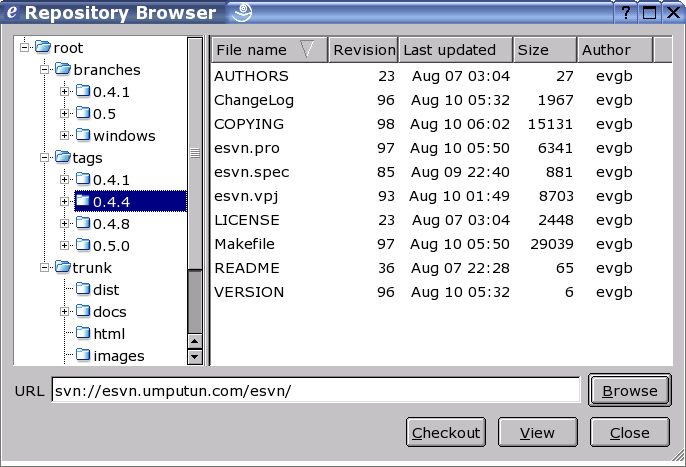 e Repository Browser ?
root
branches
0.4.1
0.5
windows
tags
0.4.1
0.4.4
0.4.8
0.5.0
trunk
dist
docs
html
images
File name Revision Last updated Size Author
AUTHORS 23 Aug 07 03:04 27 evgb
ChangeLog 96 Aug 10 05:32 1967 evgb
COPYING 98 Aug 10 06:02 15131 evgb
esvn.pro 97 Aug 10 05:50 6341 evgb
esvn.spec 85 Aug 09 22:40 881 evgb
esvn.vpj 93 Aug 10 01:49 8703 evgb
LICENSE 23 Aug 07 03:04 2448 evgb
Makefile 97 Aug 10 05:50 29039 evgb
README 36 Aug 07 22:28 65 evgb
VERSION 96 Aug 10 05:32 6 evgb
URL svn://esvn.umputun.com/esvn/ Browse
Checkout View Close